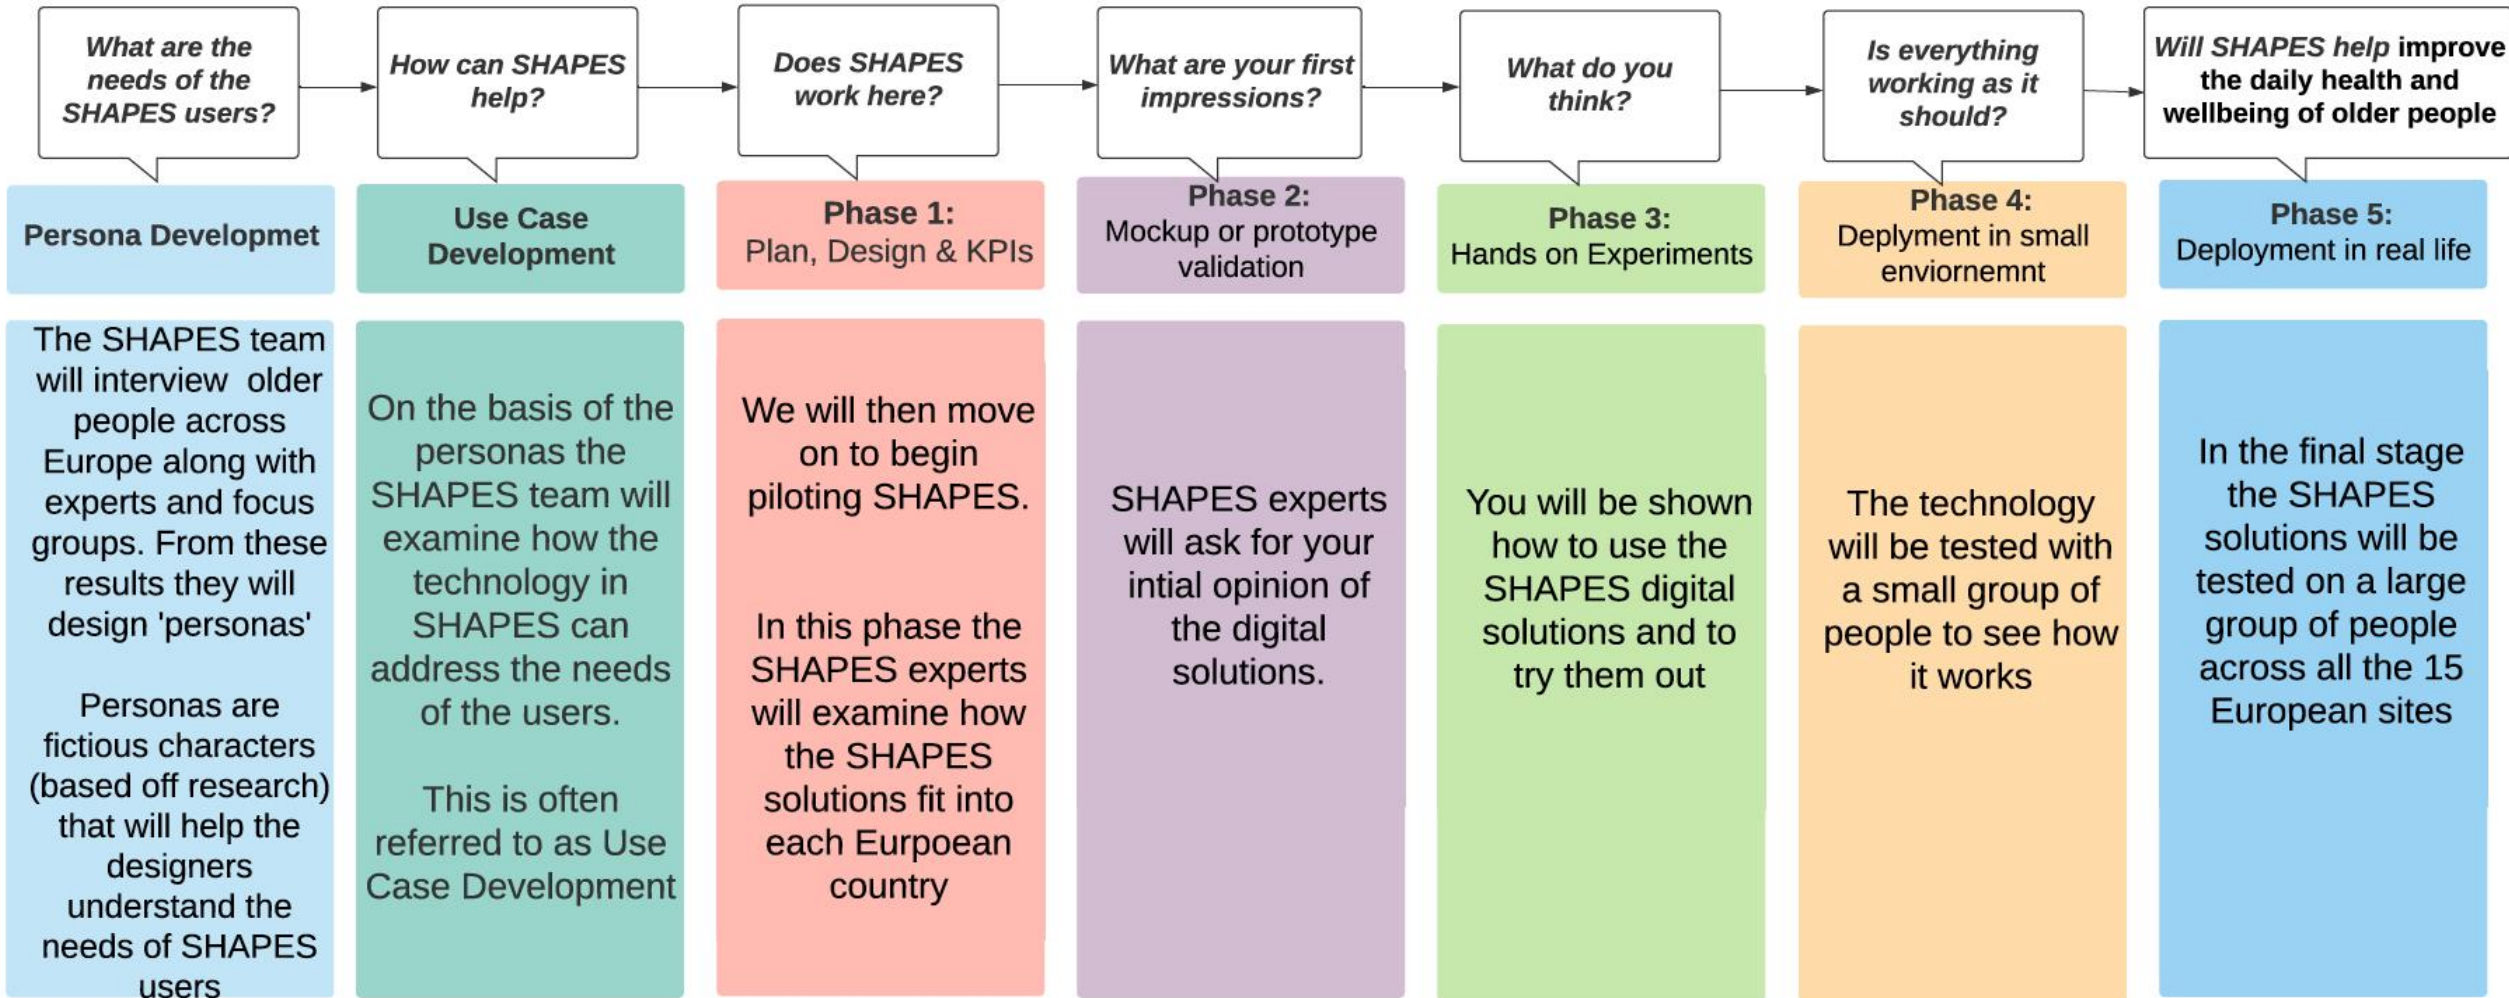 What are the
needs of the
SHAPES users?
How can SHAPES
help?
Does SHAPES
work here?
What are your first
impressions?
What do you
think?
Is everything
working as it
should?
Will SHAPES help improve
the daily health and
wellbeing of older people
Persona Developmet
Use Case
Development
Phase 1:
Plan, Design & KPIs
Phase 2:
Mockup or prototype
validation
Phase 3:
Hands on Experiments
Phase 4:
Deplyment in small
enviornemnt
Phase 5:
Deployment in real life
The SHAPES team
will interview older
people across
Europe along with
experts and focus
groups. From these
results they will
design 'personas'
Personas are
fictious characters
(based off research)
that will help the
designers
understand the
needs of SHAPES
users
On the basis of the
personas the
SHAPES team will
examine how the
technology in
SHAPES can
address the needs
of the users.
This is often
referred to as Use
Case Development
We will then move
on to begin
piloting SHAPES.
In this phase the
SHAPES experts
will examine how
the SHAPES
solutions fit into
each Eurpoean
country
SHAPES experts
will ask for your
intial opinion of
the digital
solutions.
You will be shown
how to use the
SHAPES digital
solutions and to
try them out
The technology
will be tested with
a small group of
people to see how
it works
In the final stage
the SHAPES
solutions will be
tested on a large
group of people
across all the 15
European sites